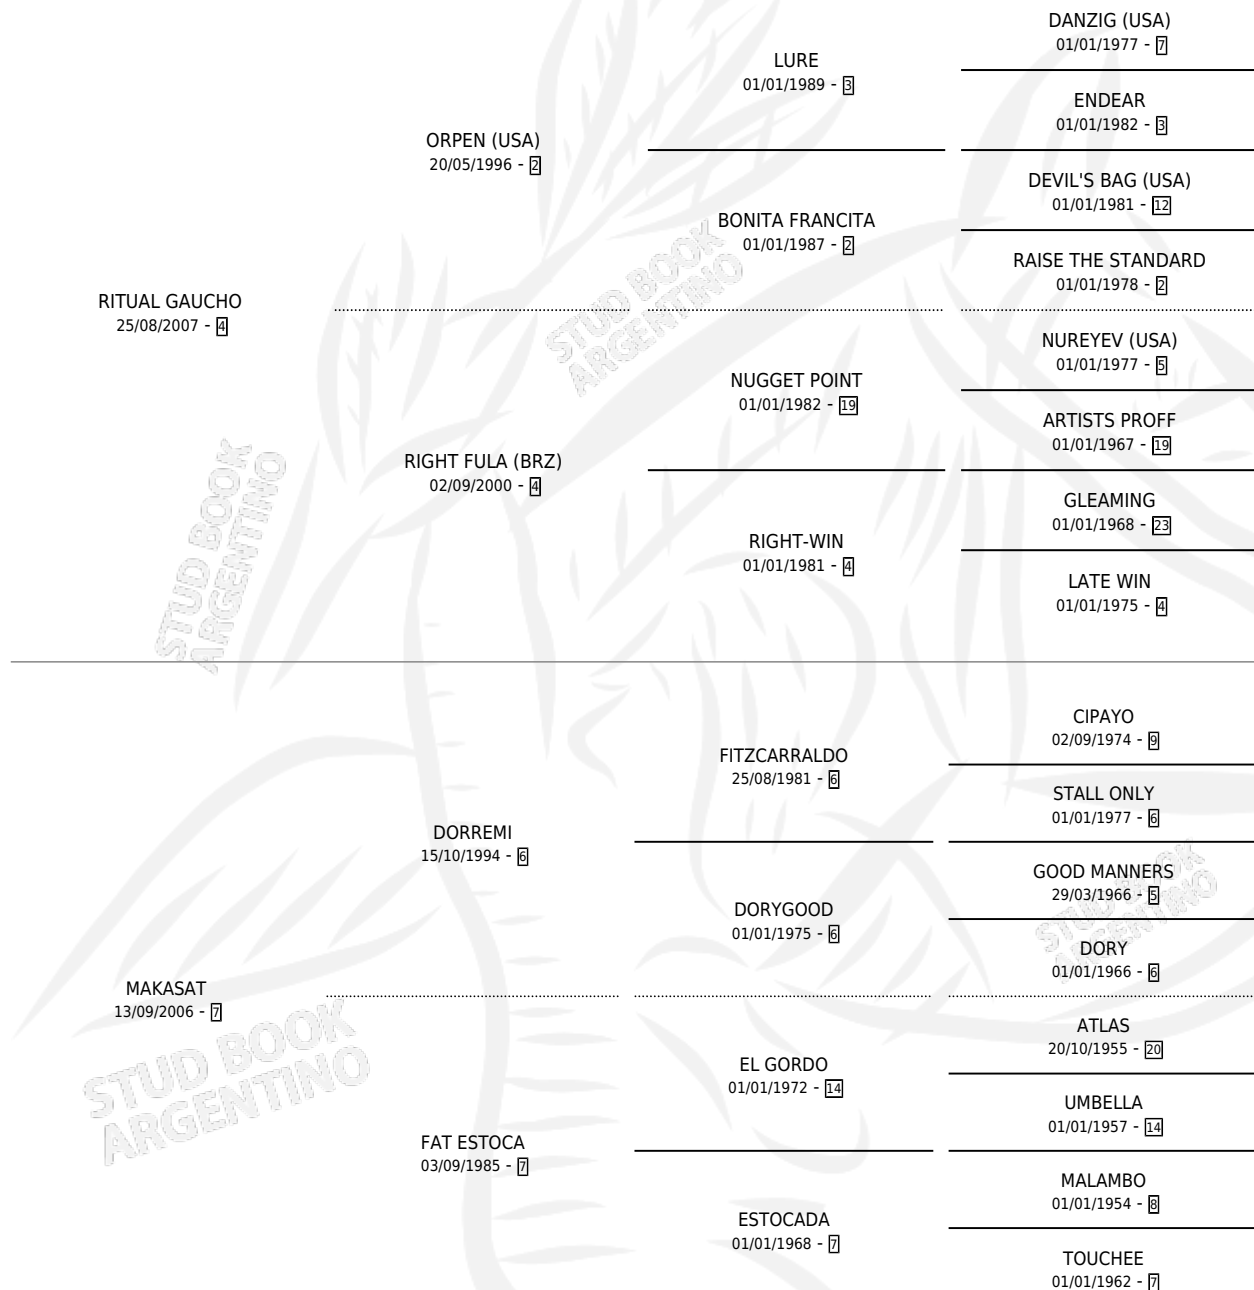 DANZIG (USA)
01/01/1977 - 7
LURE
01/01/1989 - 3
ENDEAR
01/01/1982 - 3
ORPEN (USA)
20/05/1996 - 2
DEVIL'S BAG (USA)
01/01/1981 - 12
BONITA FRANCITA
01/01/1987 - 2
RAISE THE STANDARD
01/01/1978 - 2
RITUAL GAUCHO
25/08/2007 - 4
NUREYEV (USA)
01/01/1977 - 5
NUGGET POINT
01/01/1982 - 19
ARTISTS PROFF
01/01/1967 - 19
RIGHT FULA (BRZ)
02/09/2000 - 4
GLEAMING
01/01/1968 - 23
RIGHT-WIN
01/01/1981 - 4
LATE WIN
01/01/1975 - 4
CIPAYO
02/09/1974 - 9
FITZCARRALDO
25/08/1981 - 6
STALL ONLY
01/01/1977 - 6
DORREMI
15/10/1994 - 6
GOOD MANNERS
29/03/1966 - 5
DORYGOOD
01/01/1975 - 6
DORY
01/01/1966 - 6
MAKASAT
13/09/2006 - 7
ATLAS
20/10/1955 - 20
EL GORDO
01/01/1972 - 14
UMBELLA
01/01/1957 - 14
FAT ESTOCA
03/09/1985 - 7
MALAMBO
01/01/1954 - 8
ESTOCADA
01/01/1968 - 7
TOUCHEE
01/01/1962 - 7
STUD BOOK
ARGENTINO
STUD BOOK
ARGENTINO
STUD BOOK
ARGENTINO
STUD BOOK
ARGENTINO